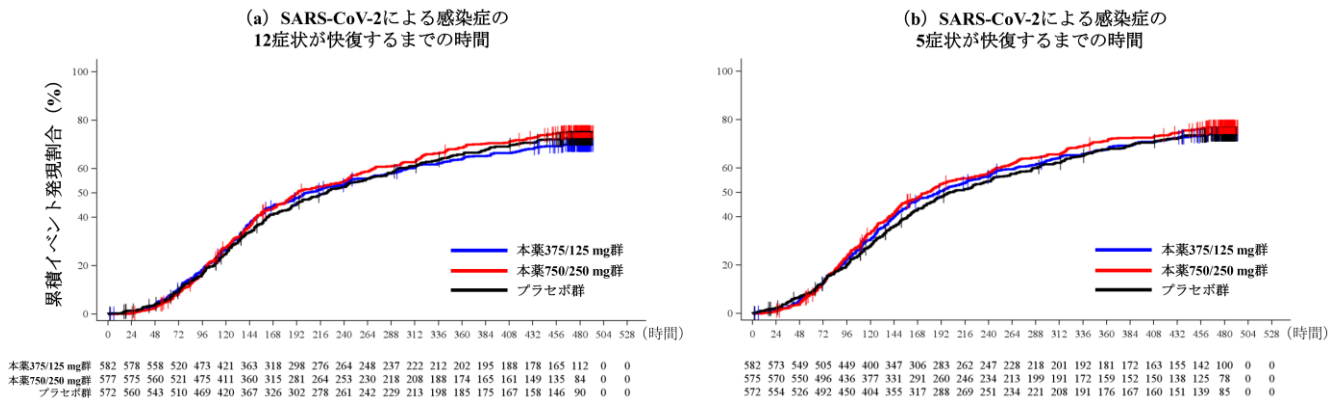 (a) SARS-CoV-2による感染症の
12症状が快復するまでの時間
累積イベント発現割合 (%)
100
80
60
50
40
20
0
本薬375/125 mg群
本薬750/250 mg群
プラセボ群
0 24 48 72 96 120 144 168 192 216 240 264 288 312 336 360 384 408 432 456 480 504 528 (時間)
本薬375/125 mg群 582 578 558 520 473 421 363 318 298 276 264 248 237 222 212 202 195 188 178 165 112 0 0
本薬750/250 mg群 577 575 560 521 475 411 360 315 281 264 253 230 218 208 188 174 165 161 149 135 84 0 0
プラセボ群 572 560 543 510 469 420 367 326 302 278 261 242 229 213 198 185 175 167 158 146 90 0 0
(b) SARS-CoV-2による感染症の
5症状が快復するまでの時間
100
80
60
50
40
20
0
本薬375/125 mg群
本薬750/250 mg群
プラセボ群
0 24 48 72 96 120 144 168 192 216 240 264 288 312 336 360 384 408 432 456 480 504 528 (時間)
582 573 549 505 449 400 347 306 283 262 247 228 218 201 192 181 172 163 155 142 100 0 0
575 570 550 496 436 377 331 291 260 246 234 213 199 191 172 159 152 150 138 125 78 0 0
572 554 526 492 450 404 355 317 288 269 251 234 221 208 191 176 167 160 151 139 85 0 0